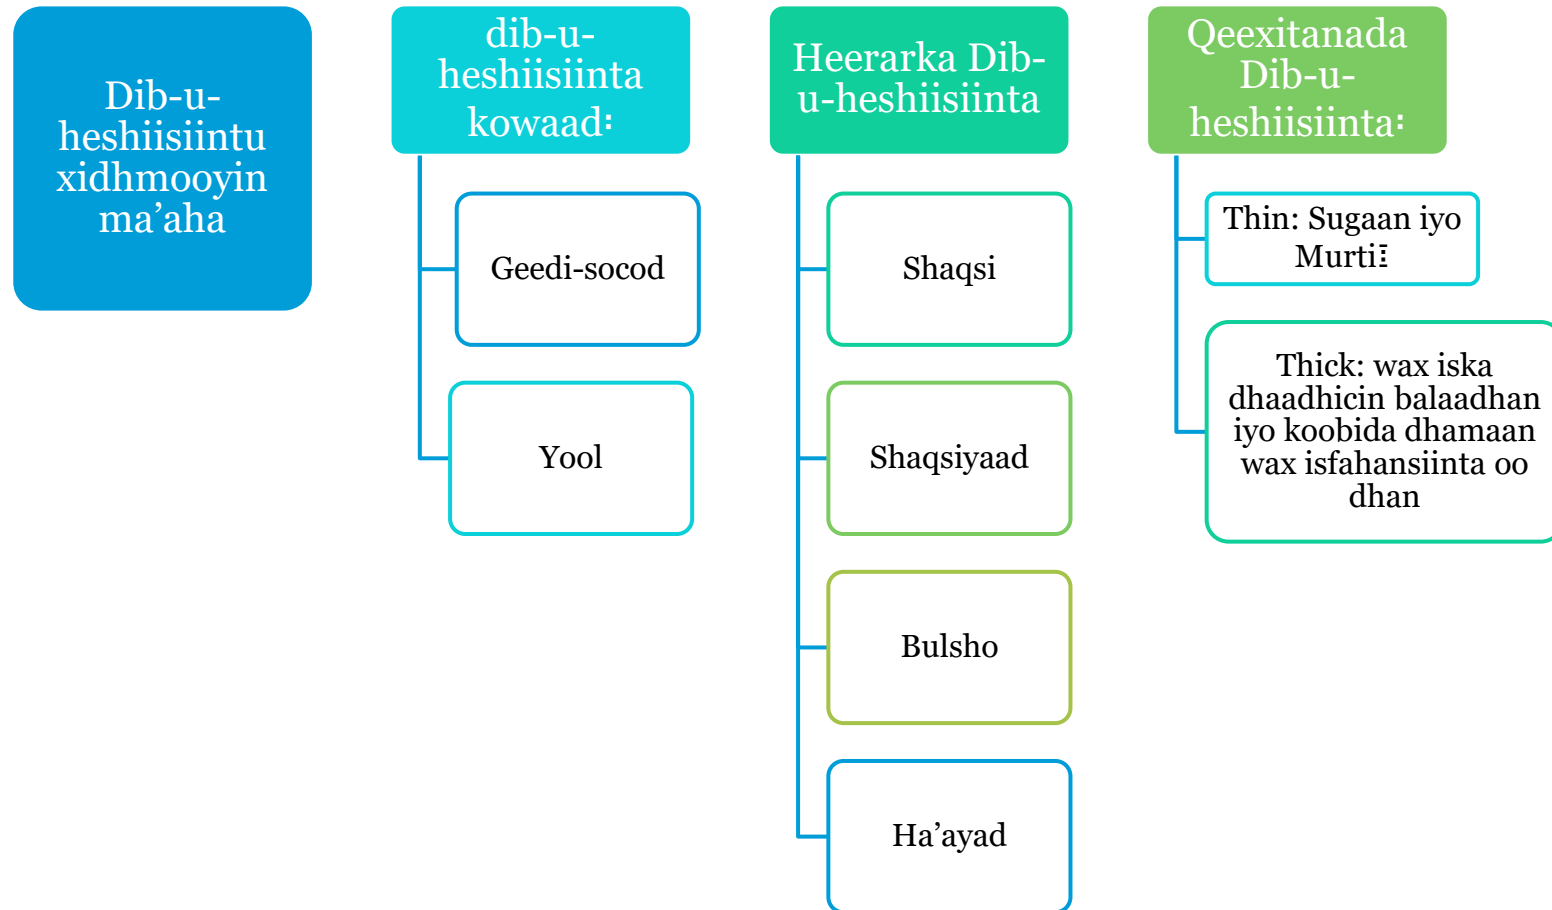 Dib-u-
heshiisiintu
xidhmooyin
ma’aha
dib-u-
heshiisiinta
kowaad:
Geedi-socod
Yool
Heerarka Dib-
u-heshiisiinta
Shaqsi
Shaqsiyaad
Bulsho
Ha’ayad
Qeexitanada
Dib-u-
heshiisiinta:
Thin: Sugaan iyo
Murti⁞
Thick: wax iska
dhaadhicin balaadhan
iyo koobida dhamaan
wax isfahansiinta oo
dhan